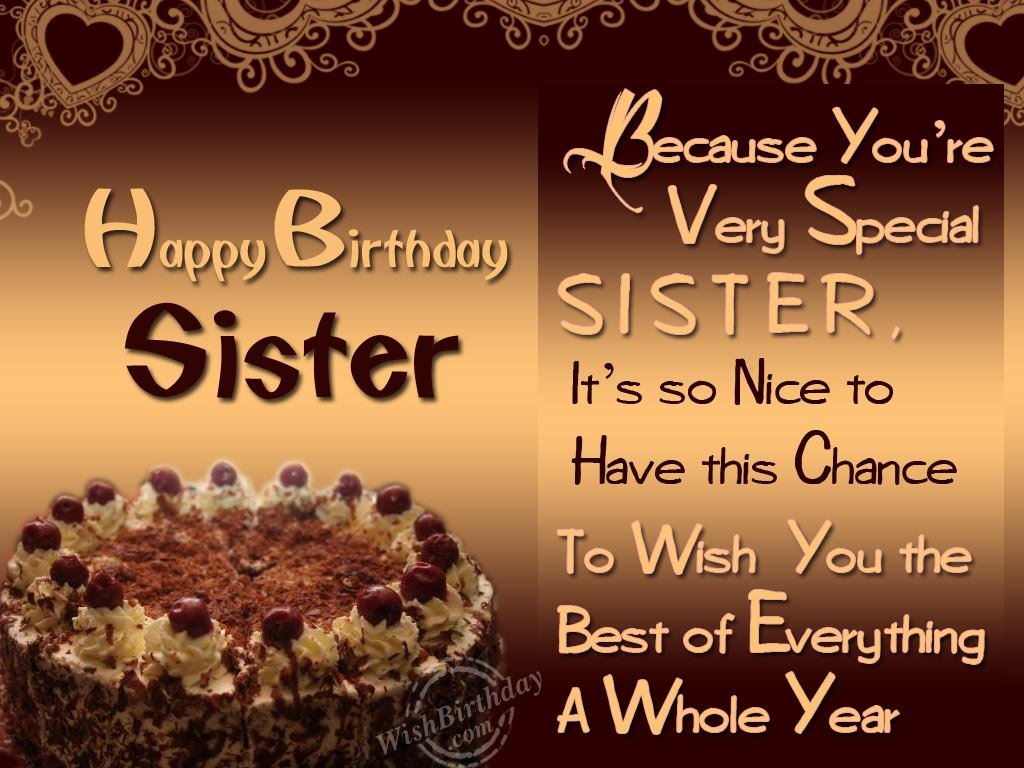 Happy Birthday
Sister
Because You're
Very Special
SISTER,
It's so Nice to
Have this Chance
To Wish You the
Best of Everything
A Whole Year
WishBirthday
.com